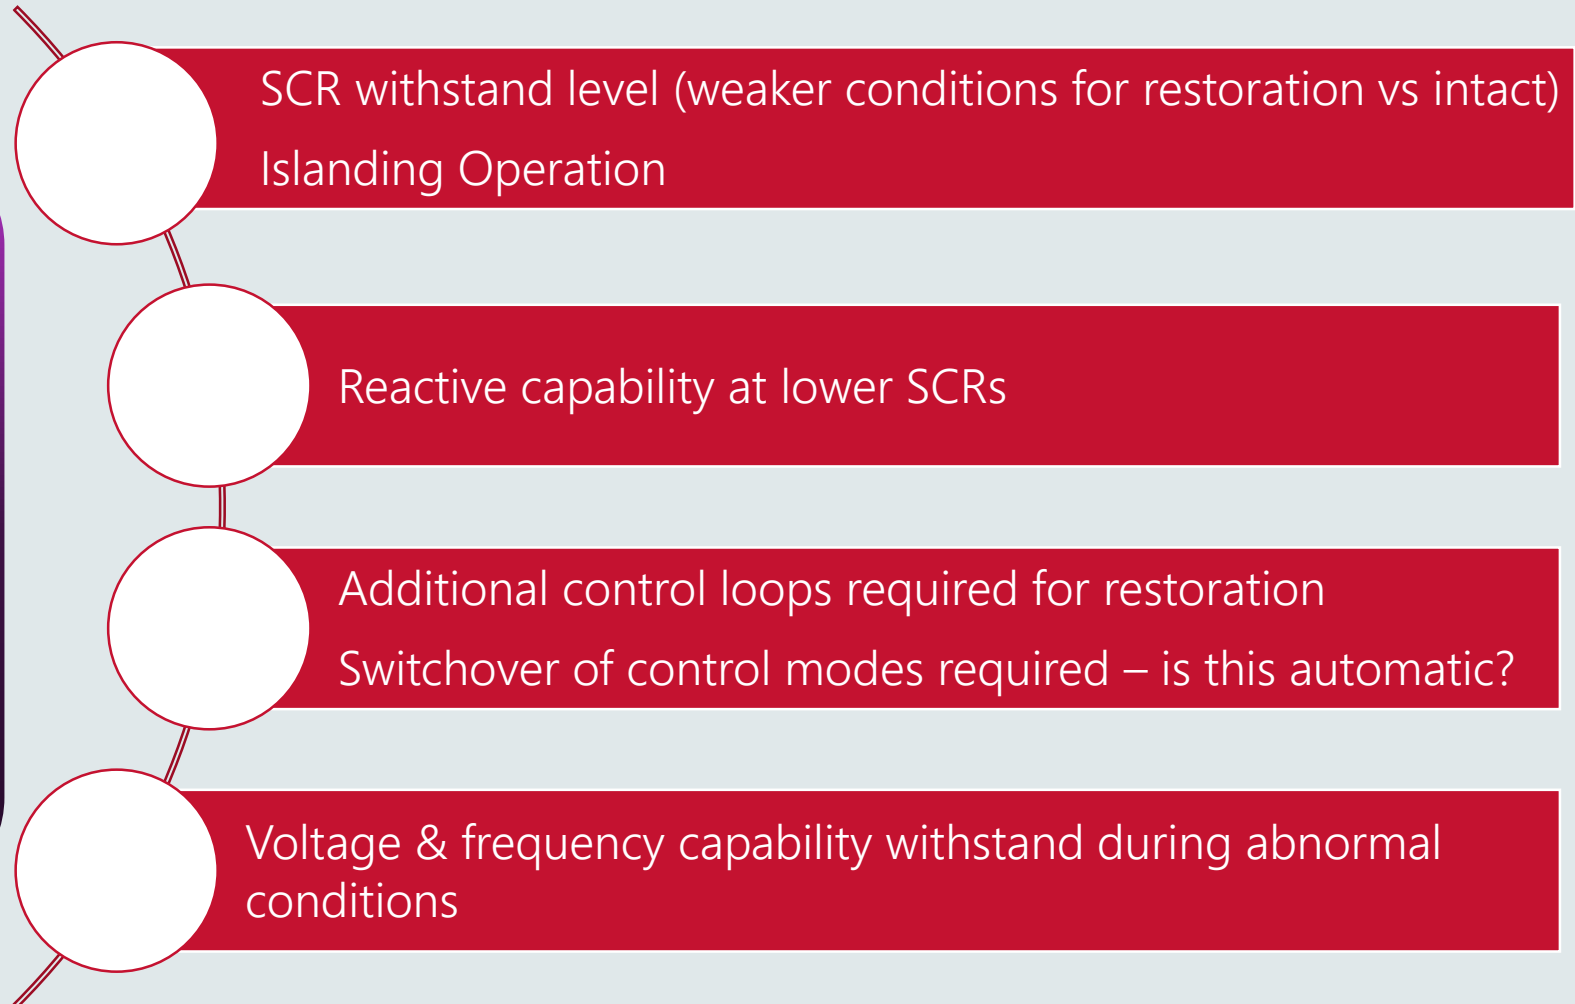 SCR withstand level (weaker conditions for restoration vs intact)
Islanding Operation
Reactive capability at lower SCRs
Additional control loops required for restoration
Switchover of control modes required – is this automatic?
Voltage & frequency capability withstand during abnormal
conditions